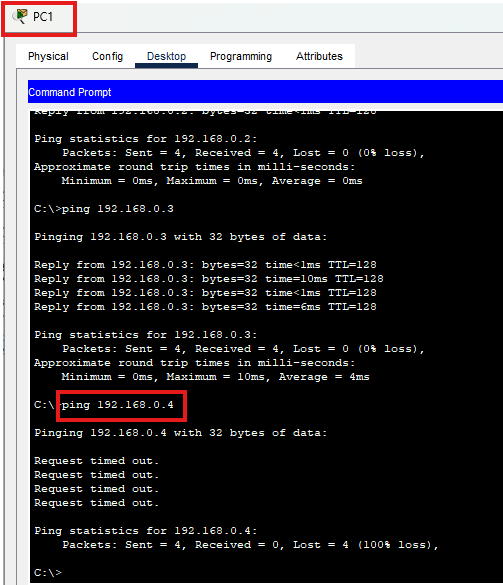 PC1
Physical Config Desktop Programming Attributes
Command Prompt
Reply from 192.168.0.2: bytes=32 time<1ms TTL=128
Ping statistics for 192.168.0.2:
Packets: Sent = 4, Received = 4, Lost = 0 (0% loss),
Approximate round trip times in milli-seconds:
Minimum = 0ms, Maximum = 0ms, Average = 0ms
C:\>ping 192.168.0.3
Pinging 192.168.0.3 with 32 bytes of data:
Reply from 192.168.0.3: bytes=32 time<1ms TTL=128
Reply from 192.168.0.3: bytes=32 time=10ms TTL=128
Reply from 192.168.0.3: bytes=32 time<1ms TTL=128
Reply from 192.168.0.3: bytes=32 time=6ms TTL=128
Ping statistics for 192.168.0.3:
Packets: Sent = 4, Received = 4, Lost = 0 (0% loss),
Approximate round trip times in milli-seconds:
Minimum = 0ms, Maximum = 10ms, Average = 4ms
C:\>ping 192.168.0.4
Pinging 192.168.0.4 with 32 bytes of data:
Request timed out.
Request timed out.
Request timed out.
Request timed out.
Ping statistics for 192.168.0.4:
Packets: Sent = 4, Received = 0, Lost = 4 (100% loss),
C:\>